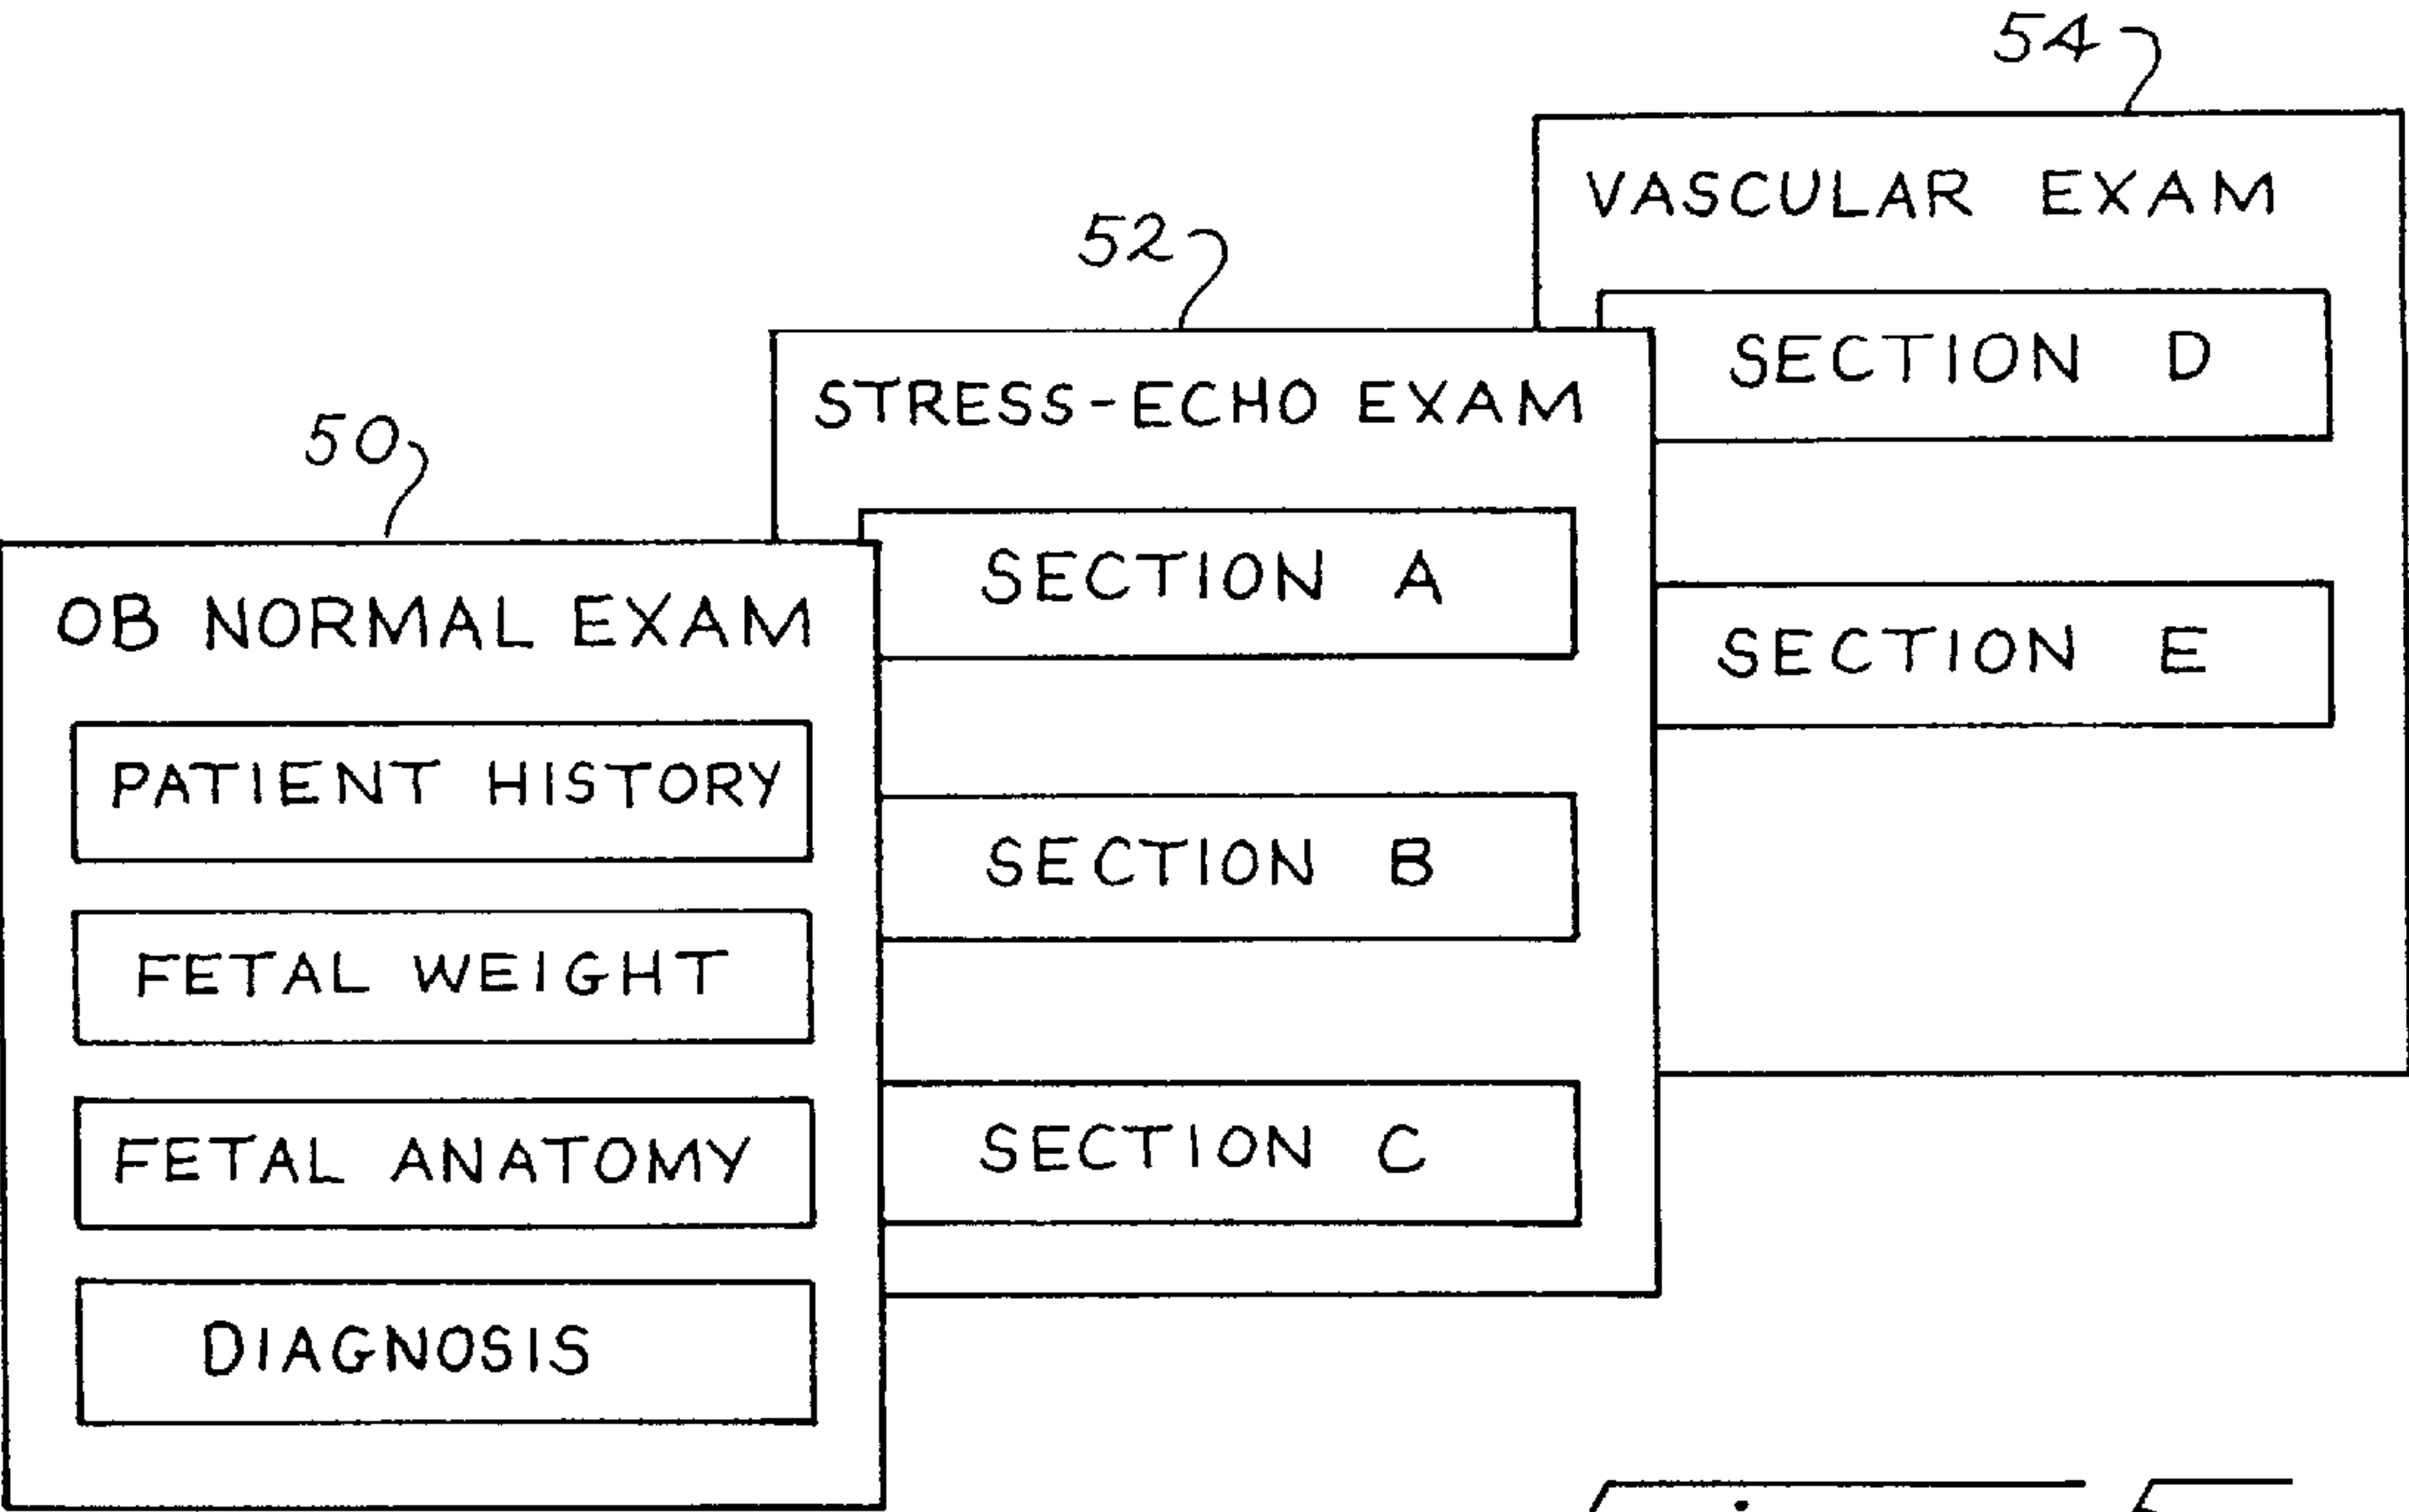 54
VASCULAR EXAM
SECTION D
SECTION E
52
STRESS-ECHO EXAM
SECTION A
SECTION B
SECTION C
50
OB NORMAL EXAM
PATIENT HISTORY
FETAL WEIGHT
FETAL ANATOMY
DIAGNOSIS